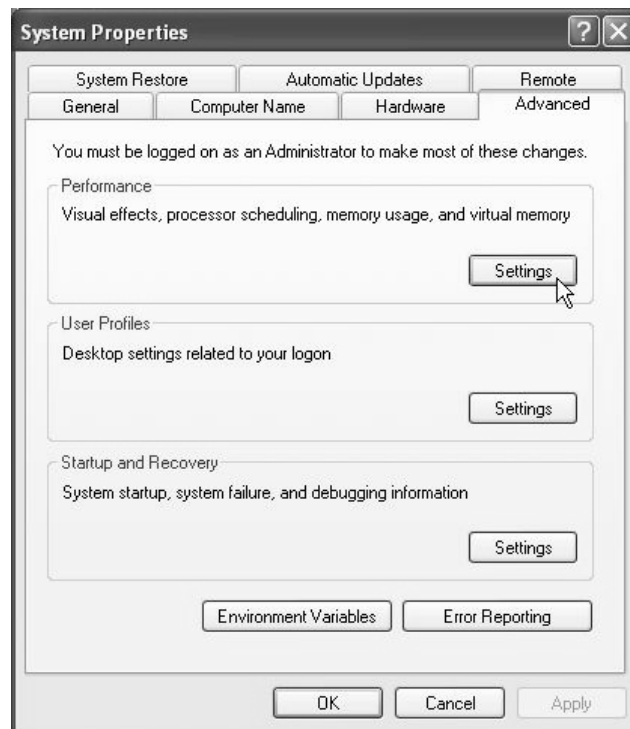 System Properties
System Restore Automatic Updates Remote
General Computer Name Hardware Advanced
You must be logged on as an Administrator to make most of these changes.
Performance
Visual effects, processor scheduling, memory usage, and virtual memory
Settings
User Profiles
Desktop settings related to your logon
Settings
Startup and Recovery
System startup, system failure, and debugging information
Settings
Environment Variables Error Reporting
OK Cancel Apply